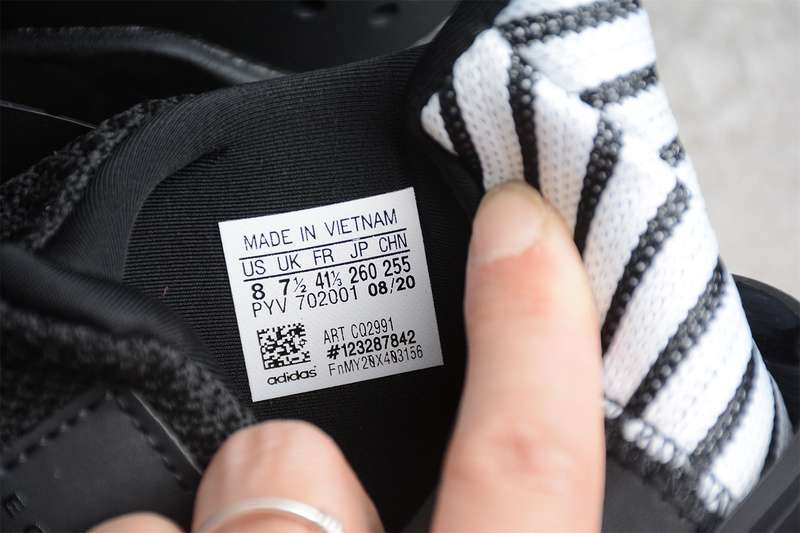 MADE IN VIETNAM
US UK FR JP CHN
8 7½ 41⅓ 260 255
PYV 702001 08/20
ART CQ2991
#123287842
FnMY20X403156
adidas